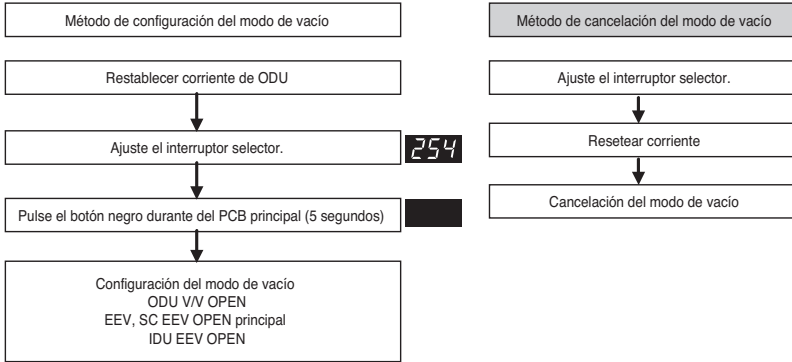 Método de configuración del modo de vacío
Restablecer corriente de ODU
Ajuste el interruptor selector.
254
Pulse el botón negro durante del PCB principal (5 segundos)
Configuración del modo de vacío
ODU V/V OPEN
EEV, SC EEV OPEN principal
IDU EEV OPEN
Método de cancelación del modo de vacío
Ajuste el interruptor selector.
Resetear corriente
Cancelación del modo de vacío